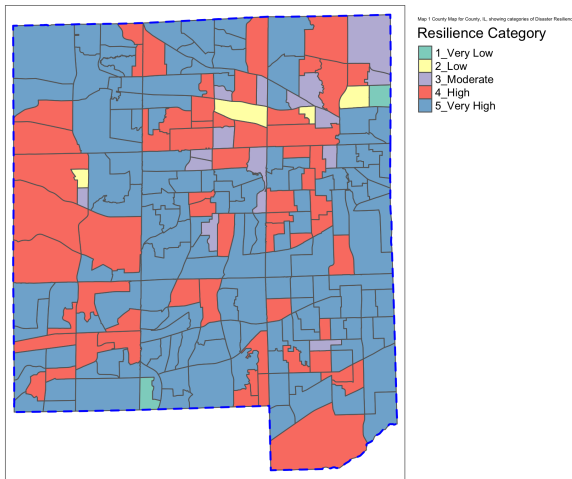 Map 1 County Map for County, IL, showing categories of Disaster Resilienc
Resilience Category
1_Very Low
2_Low
3_Moderate
4_High
5_Very High